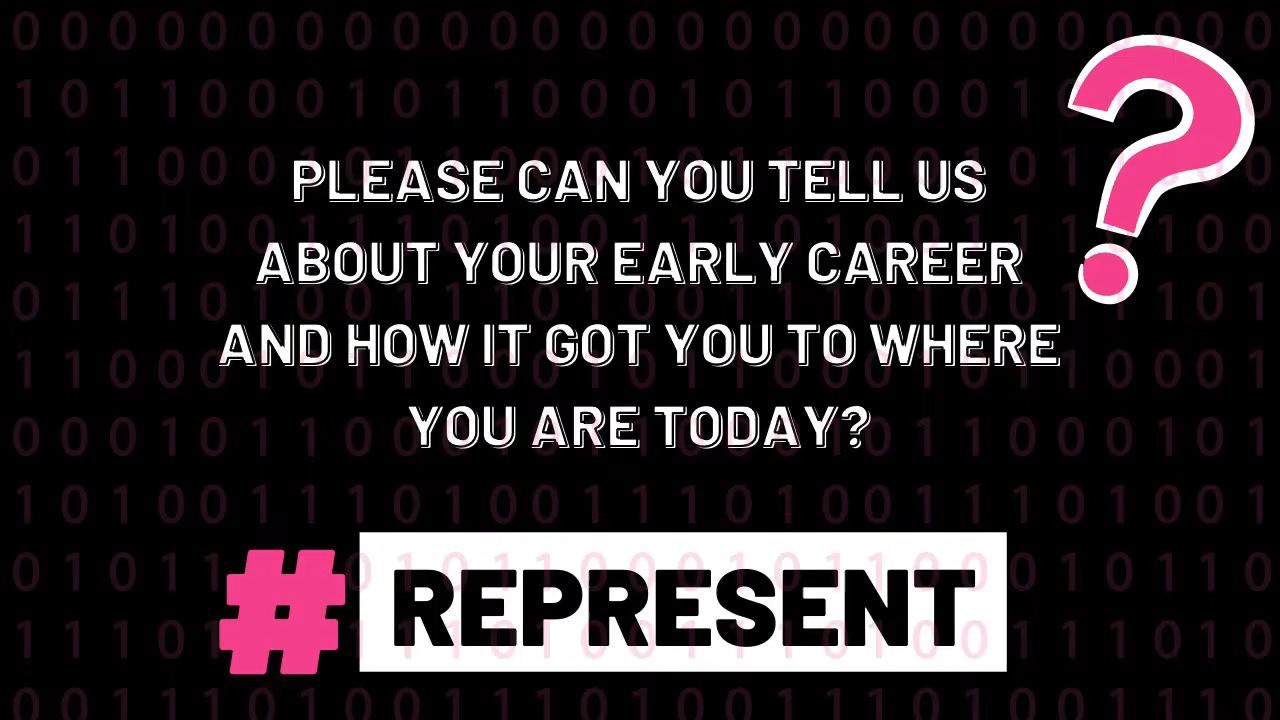 PLEASE CAN YOU TELL US
ABOUT YOUR EARLY CAREER
AND HOW IT GOT YOU TO WHERE
YOU ARE TODAY?
#REPRESENT